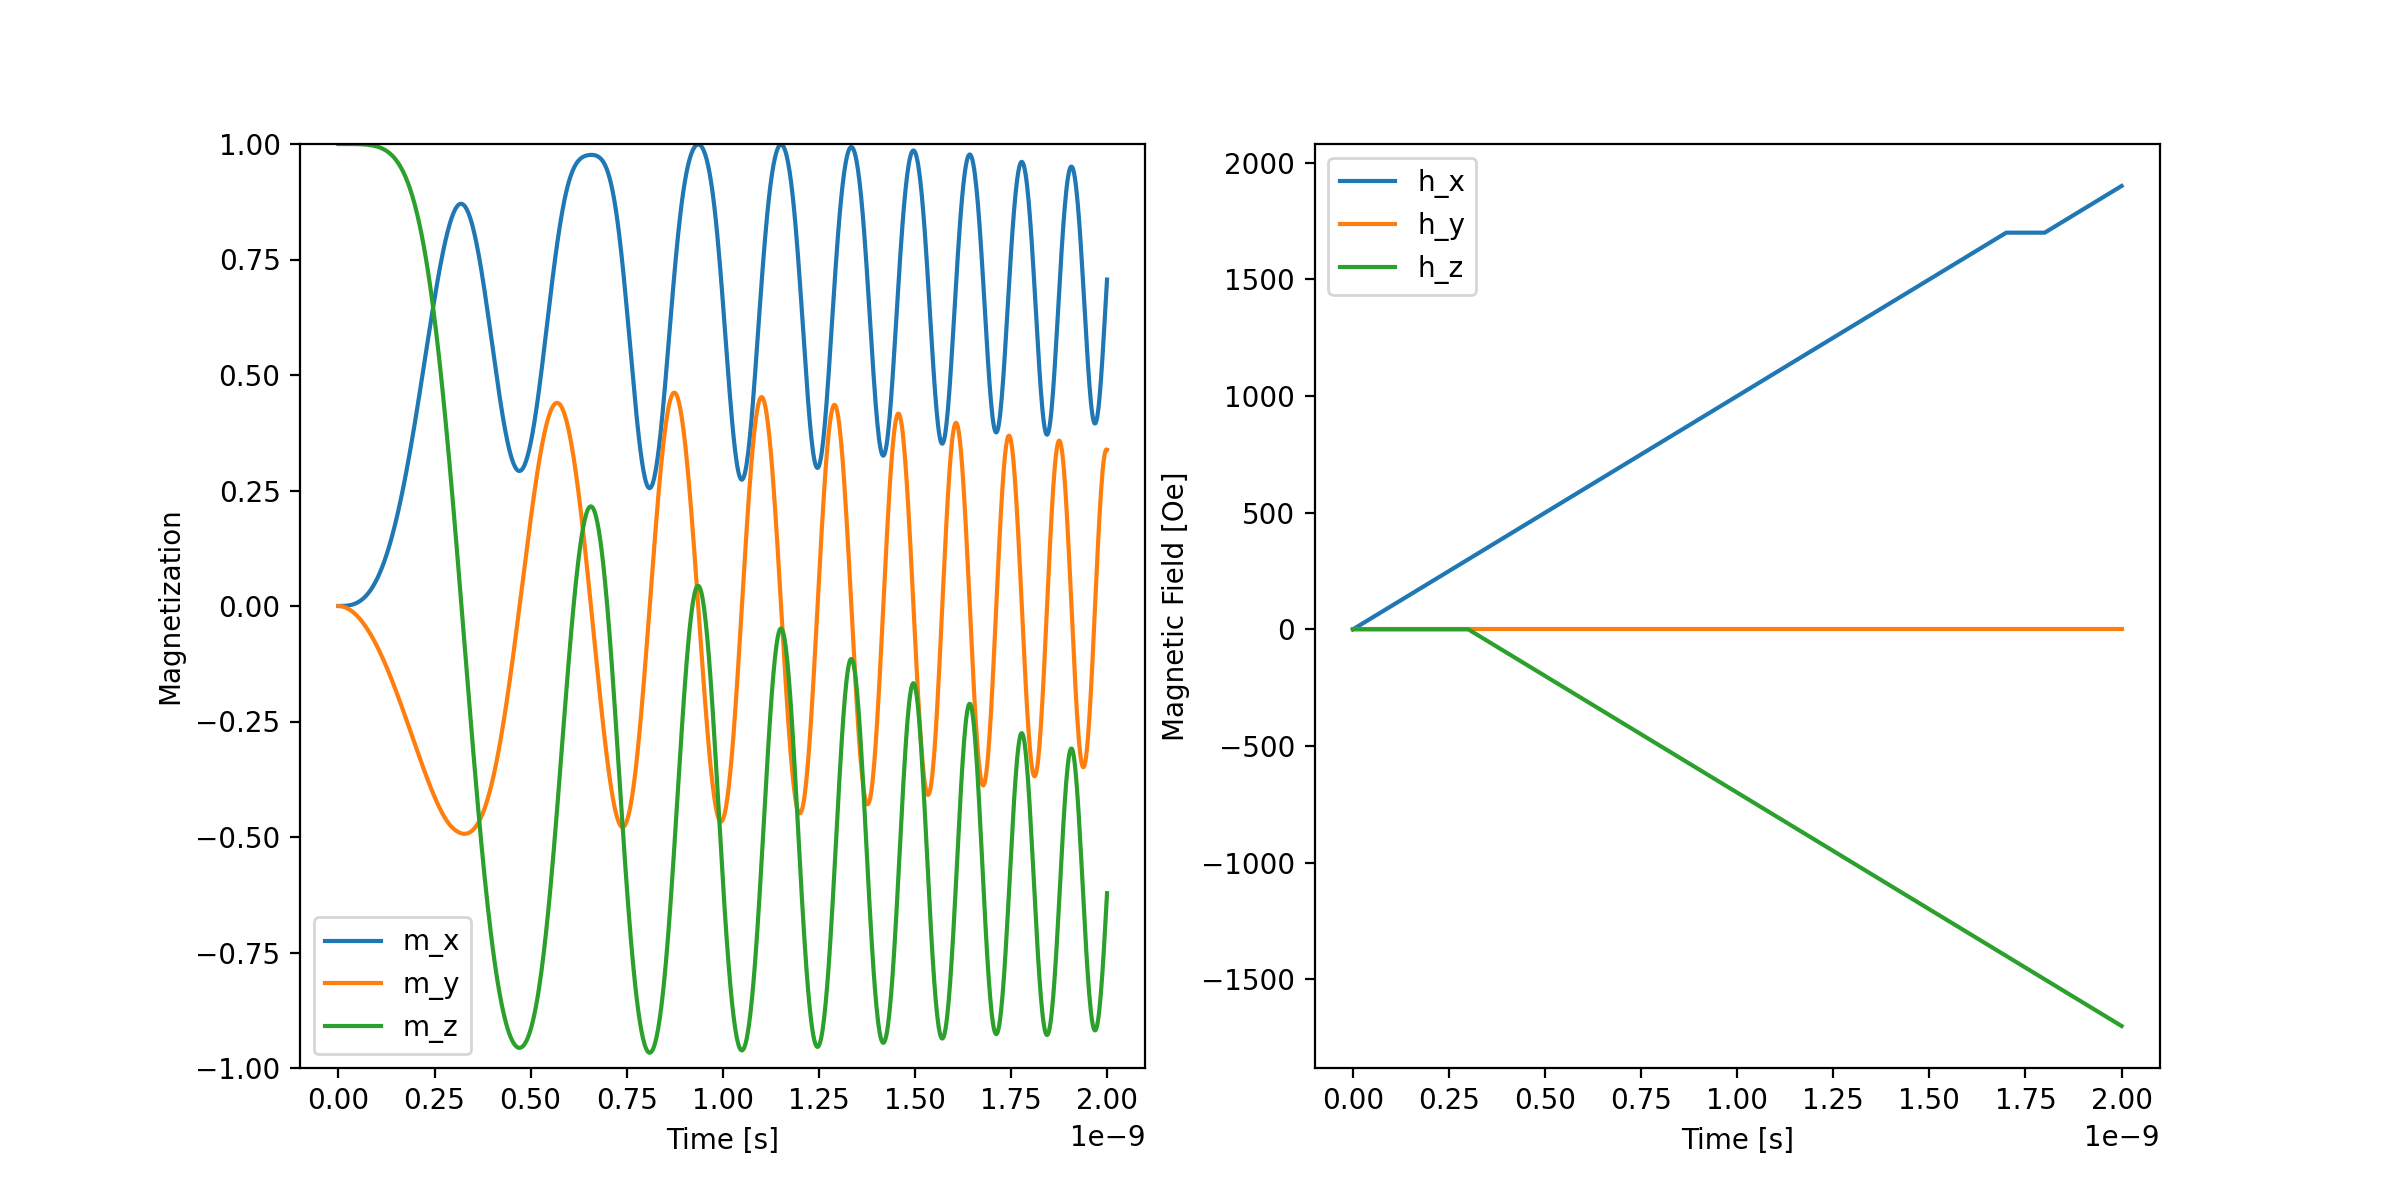 1.00
0.75
0.50
0.25
0.00
−0.25
−0.50
−0.75
−1.00
Magnetization
m_x
m_y
m_z
0.00 0.25 0.50 0.75 1.00 1.25 1.50 1.75 2.00
Time [s]
1e−9
2000
1500
1000
500
0
−500
−1000
−1500
Magnetic Field [Oe]
h_x
h_y
h_z
0.00 0.25 0.50 0.75 1.00 1.25 1.50 1.75 2.00
Time [s]
1e−9